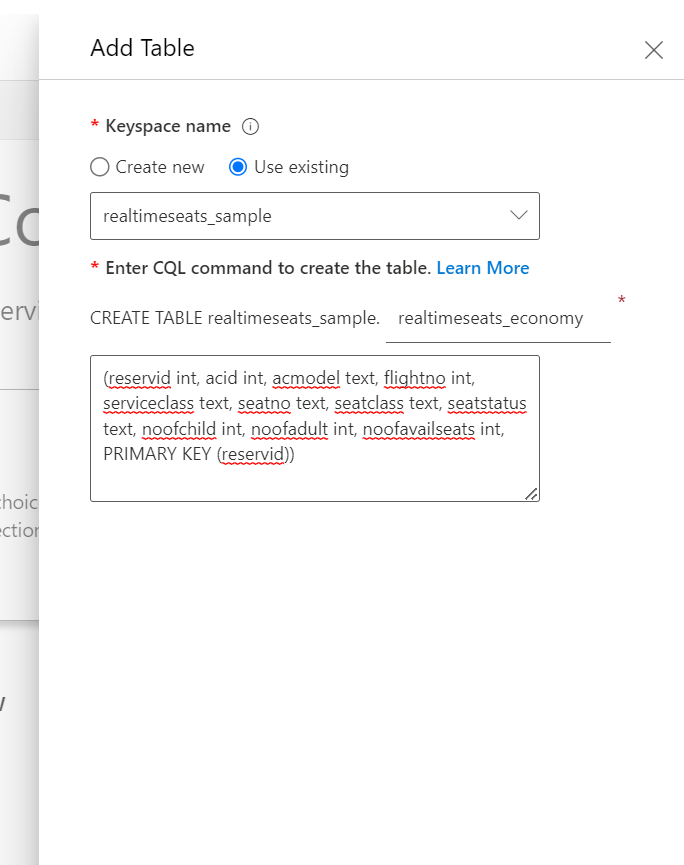 Add Table
* Keyspace name
Create new Use existing
realtimeseats_sample
* Enter CQL command to create the table. Learn More
CREATE TABLE realtimeseats_sample. realtimeseats_economy *
(reservid int, acid int, acmodel text, flightno int,
serviceclass text, seatno text, seatclass text, seatstatus
text, noofchild int, noofadult int, noofavailseats int,
PRIMARY KEY (reservid))